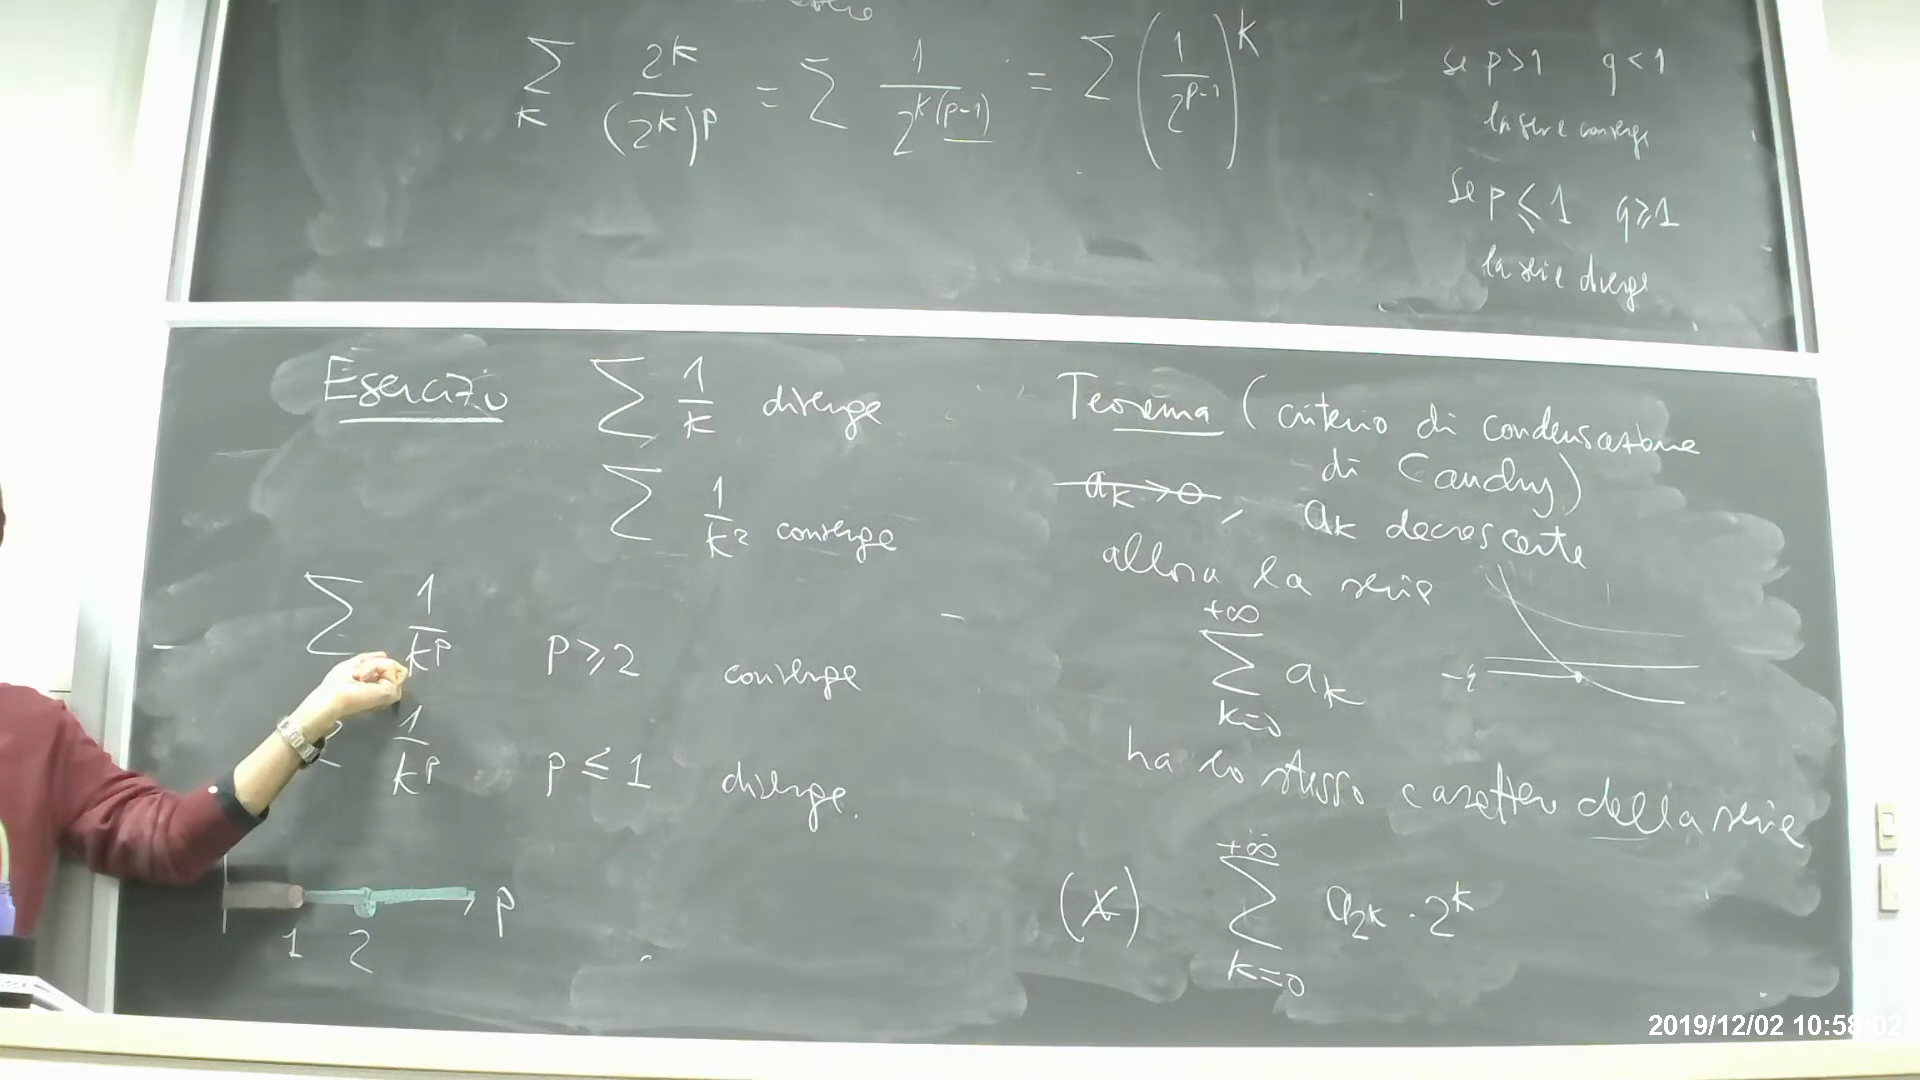 ∑_K 2^K/(2^K)^p = ∑ 1/2^{K(p-1)} = ∑ (1/2^{p-1})^K
se p>1 q<1
la serie converge
Se p≤1 q≥1
la serie diverge
Esercizio ∑ 1/K diverge
∑ 1/K² converge
∑ 1/K^p p≥2 converge
1/K^p p≤1 diverge.
1 2 p
Teorema (criterio di condensazione
di Cauchy)
a_K→0, a_K decrescente
allora la serie
+∞
∑ a_K
K=0
ha lo stesso carattere della serie
+∞
∑ a_{2^K} · 2^K
K=0
2019/12/02 10:58:02